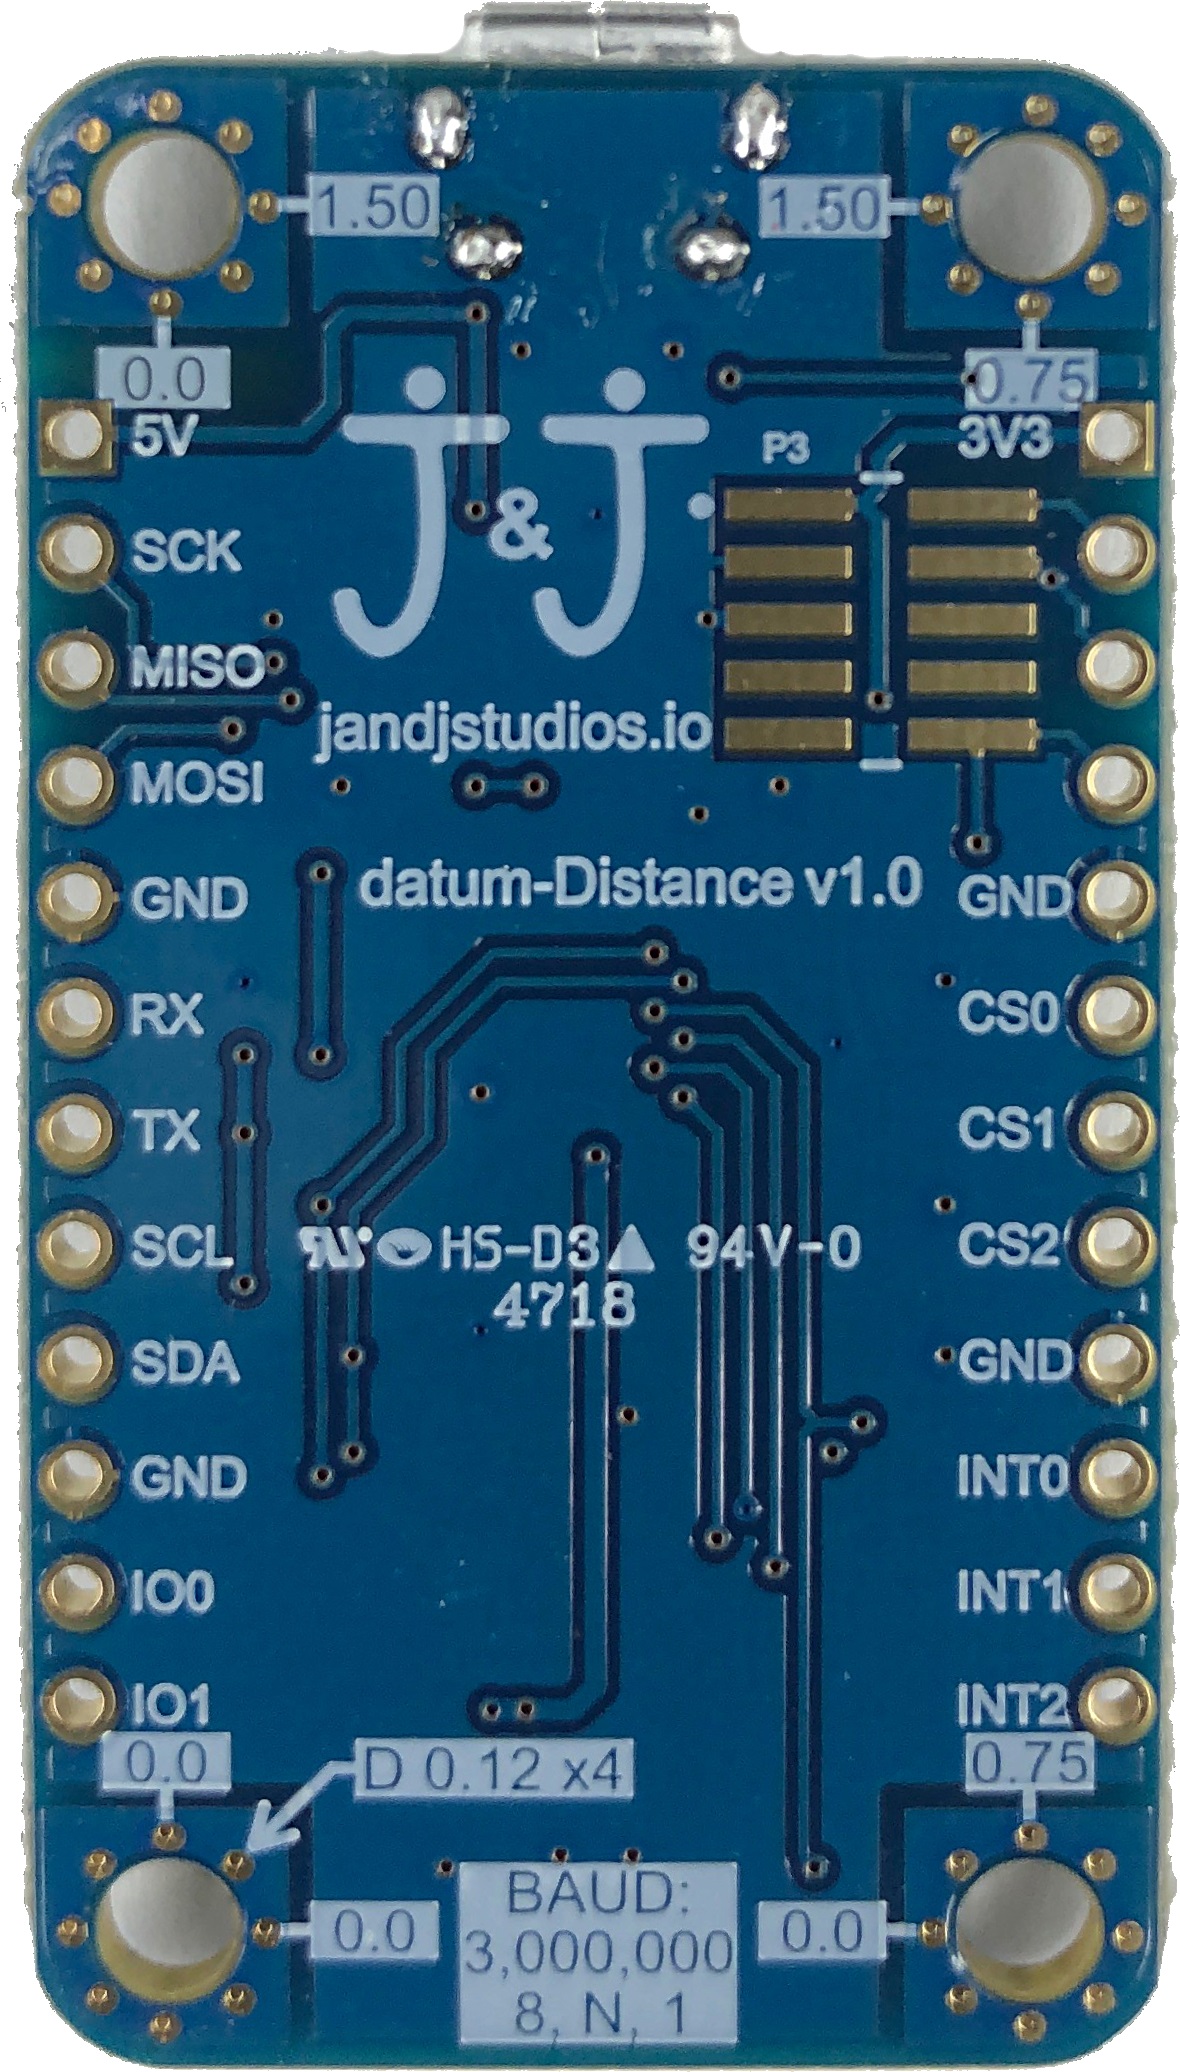 1.50 1.50
0.0 0.75
5V 3V3
P3
j & j.
SCK
MISO
jandjstudios.io
MOSI
datum-Distance v1.0
GND GND
RX CS0
TX CS1
SCL CS2
HS-D3 94V-0
4718
SDA GND
GND INT0
IO0 INT1
IO1 INT2
0.0 0.75
D 0.12 x4
BAUD:
0.0 0.0
3,000,000
8, N, 1